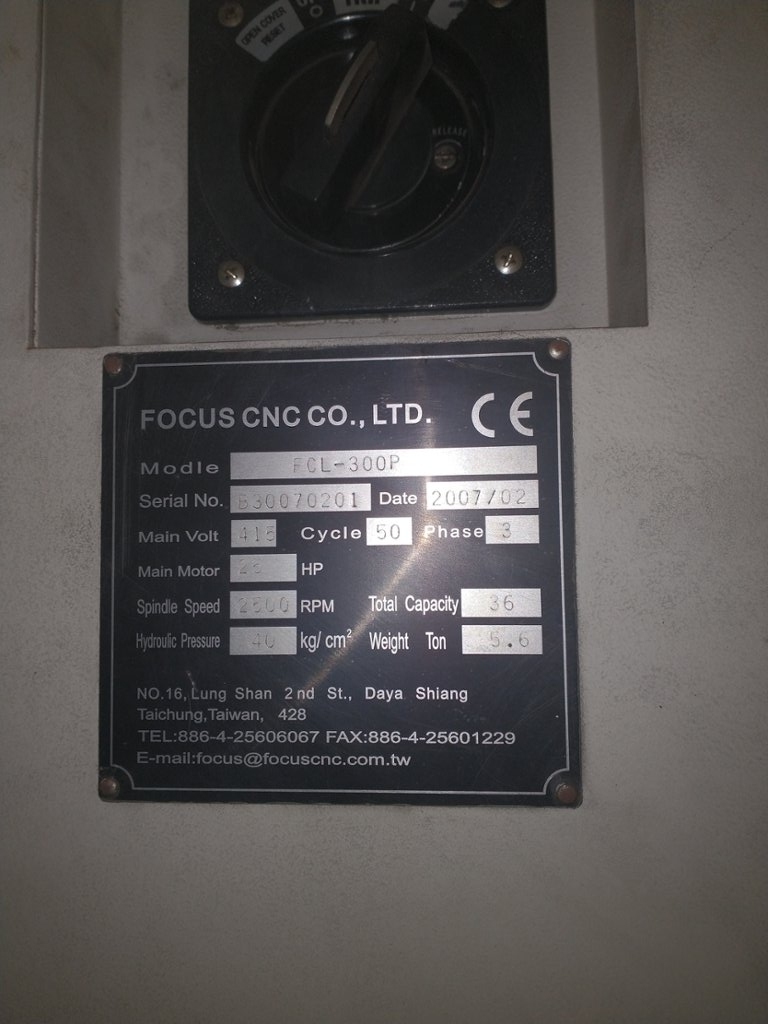 OPEN COVER
RESET
RELEASE
FOCUS CNC CO., LTD. CE
Modle FCL-300P
Serial No. B30070201 Date 2007/02
Main Volt 415 Cycle 50 Phase 3
Main Motor HP
Spindle Speed 2500 RPM Total Capacity 36
Hydroulic Pressure 40 kg/cm² Weight Ton 5.6
NO.16, Lung Shan 2nd St., Daya Shiang
Taichung,Taiwan, 428
TEL:886-4-25606067 FAX:886-4-25601229
E-mail:focus@focuscnc.com.tw